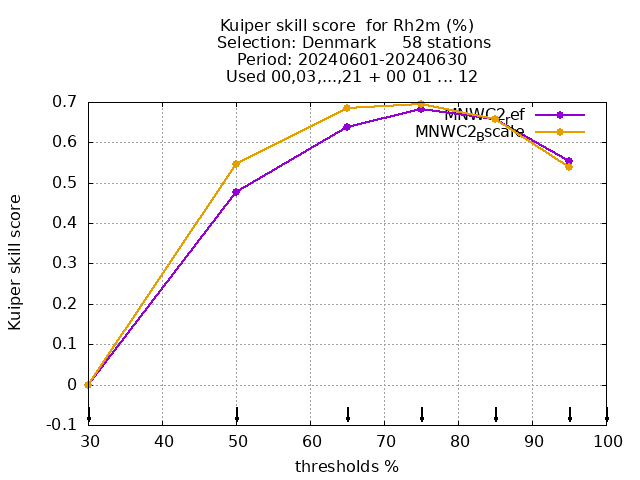 Kuiper skill score  for Rh2m (%)
Selection: Denmark     58 stations
Period: 20240601-20240630
Used 00,03,...,21 + 00 01 ... 12
MNWC2_ref
MNWC2_Bscale
0.7
0.6
0.5
0.4
0.3
0.2
0.1
0
-0.1
Kuiper skill score
30 40 50 60 70 80 90 100
thresholds %